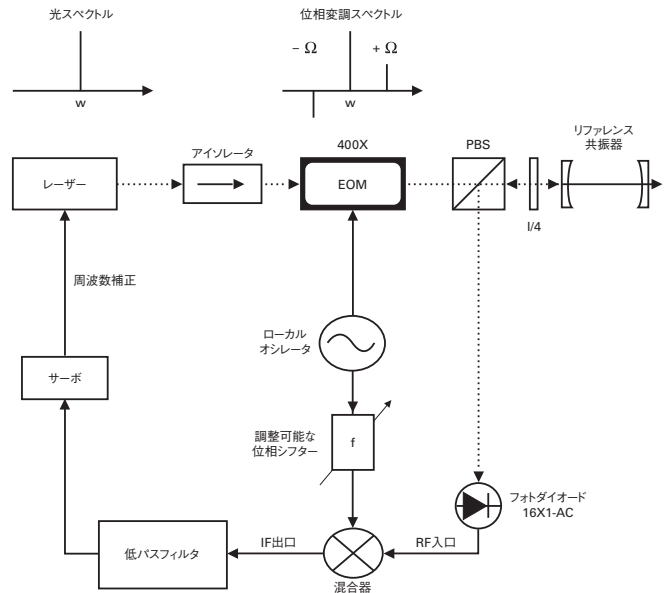 光スペクトル
w
位相変調スペクトル
− Ω
+ Ω
w
レーザー
アイソレータ
400X
EOM
PBS
l/4
リファレンス
共振器
周波数補正
ローカル
オシレータ
サーボ
調整可能な
位相シフター
f
フォトダイオード
16X1-AC
低パスフィルタ
IF出口
混合器
RF入口